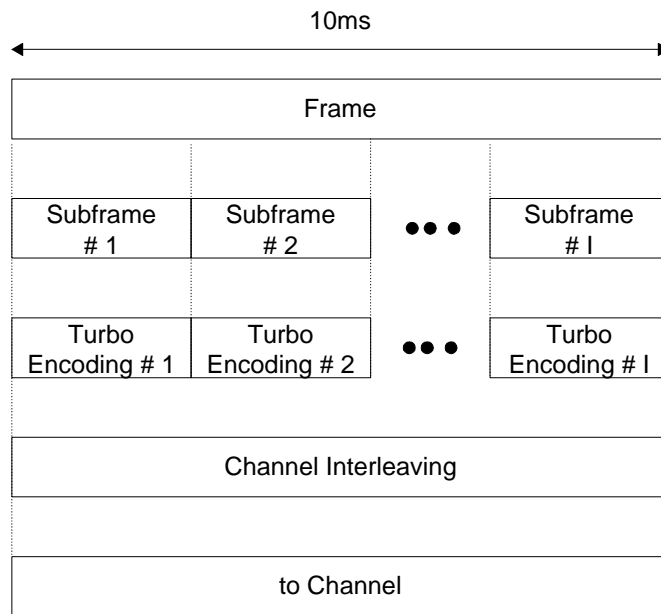 10ms
Frame
Subframe
# 1
Subframe
# 2
Subframe
# I
Turbo
Encoding # 1
Turbo
Encoding # 2
Turbo
Encoding # I
Channel Interleaving
to Channel